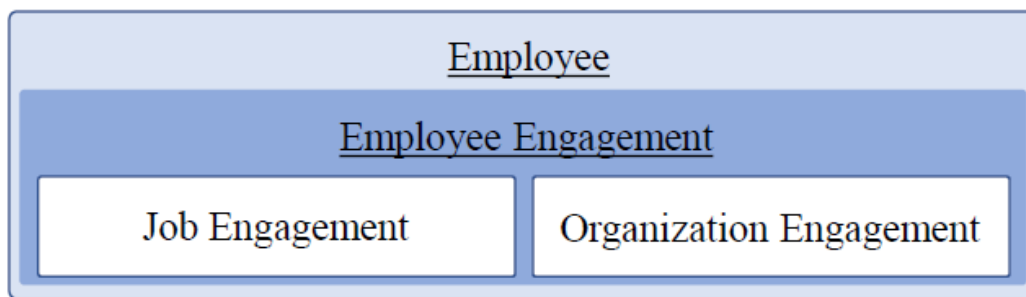 Employee
Employee Engagement
Job Engagement
Organization Engagement